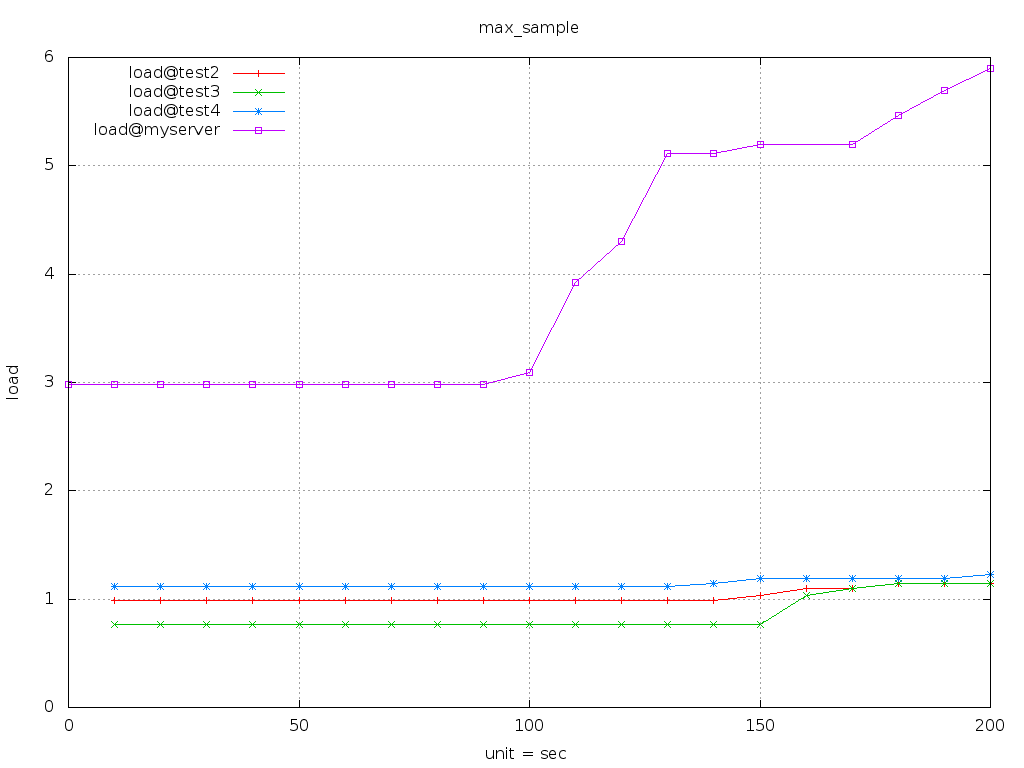 max_sample
6
load@test2
load@test3
load@test4
load@myserver
5
4
3
load
2
1
0
0 50 100 150 200
unit = sec